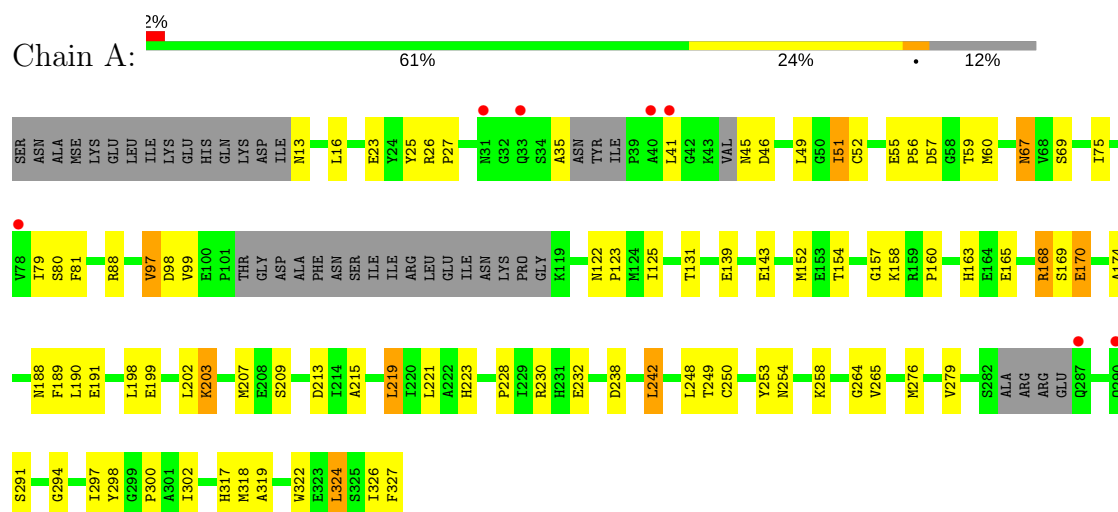 2%
Chain A:
61% 24% • 12%
SER ASN ALA MSE LYS GLU LEU ILE LYS GLU HIS GLN LYS ASP ILE N13 L16 E23 Y24 Y25 R26 P27 N31 G32 Q33 S34 A35 ASN TYR ILE P39 A40 L41 G42 K43 VAL N45 D46 L49 G50 I51 C52 E55 P56 D57 G58 T59 M60 N67 V68 S69 I75
V78 I79 S80 F81 R88 V97 D98 V99 E100 P101 THR GLY ASP ALA PHE ASN SER ILE ILE ARG LEU GLU ILE ASN LYS PRO GLY K119 N122 P123 M124 I125 T131 E139 E143 M152 E153 T154 G157 K158 R159 P160 H163 E164 E165 R168 S169 E170 A174
N188 F189 L190 E191 L198 E199 L202 K203 M207 E208 S209 D213 I214 A215 L219 I220 L221 A222 H223 P228 I229 R230 H231 E232 D238 L242 L248 T249 C250 Y253 N254 K258 G264 V265 M276 V279 S282 ALA ARG ARG GLU Q287
S291 G294 I297 Y298 G299 P300 A301 I302 H317 M318 A319 W322 E323 L324 S325 I326 F327